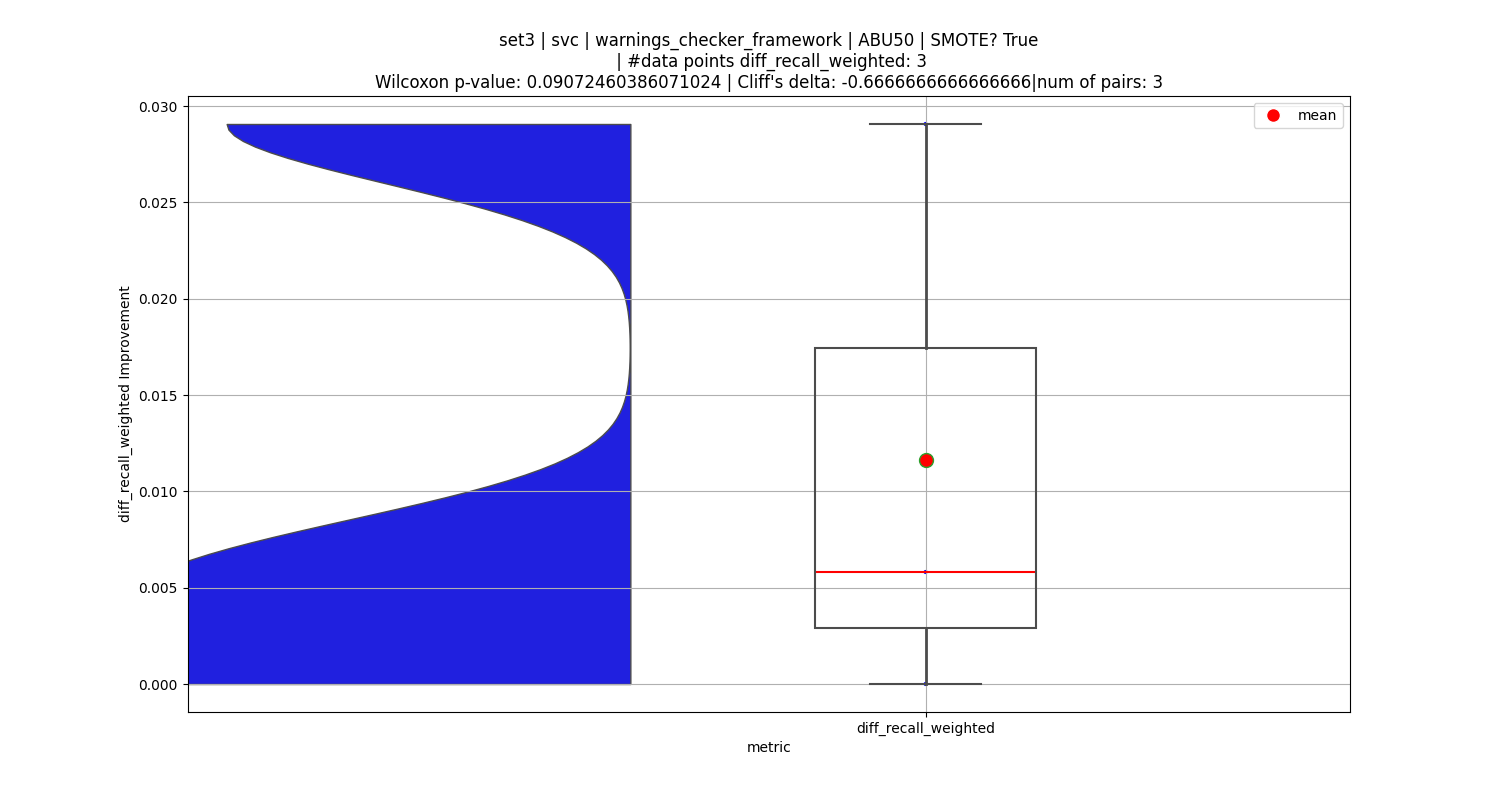 set3 | svc | warnings_checker_framework | ABU50 | SMOTE? True
| #data points diff_recall_weighted: 3
Wilcoxon p-value: 0.09072460386071024 | Cliff's delta: -0.6666666666666666|num of pairs: 3
mean
diff_recall_weighted Improvement
0.030
0.025
0.020
0.015
0.010
0.005
0.000
diff_recall_weighted
metric